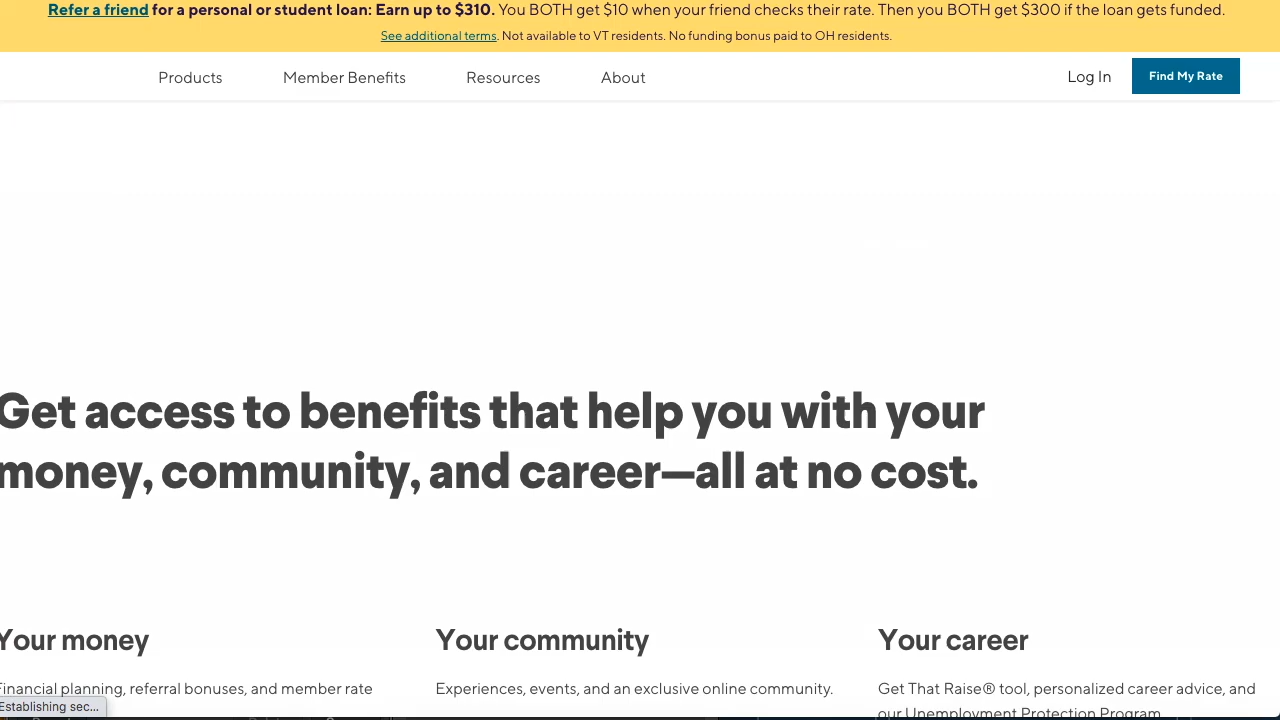 Refer a friend for a personal or student loan: Earn up to $310. You BOTH get $10 when your friend checks their rate. Then you BOTH get $300 if the loan gets funded.
See additional terms. Not available to VT residents. No funding bonus paid to OH residents.
Products Member Benefits Resources About Log In Find My Rate
Get access to benefits that help you with your
money, community, and career—all at no cost.
Your money Your community Your career
Financial planning, referral bonuses, and member rate Experiences, events, and an exclusive online community. Get That Raise® tool, personalized career advice, and
our Unemployment Protection Program
Establishing sec...